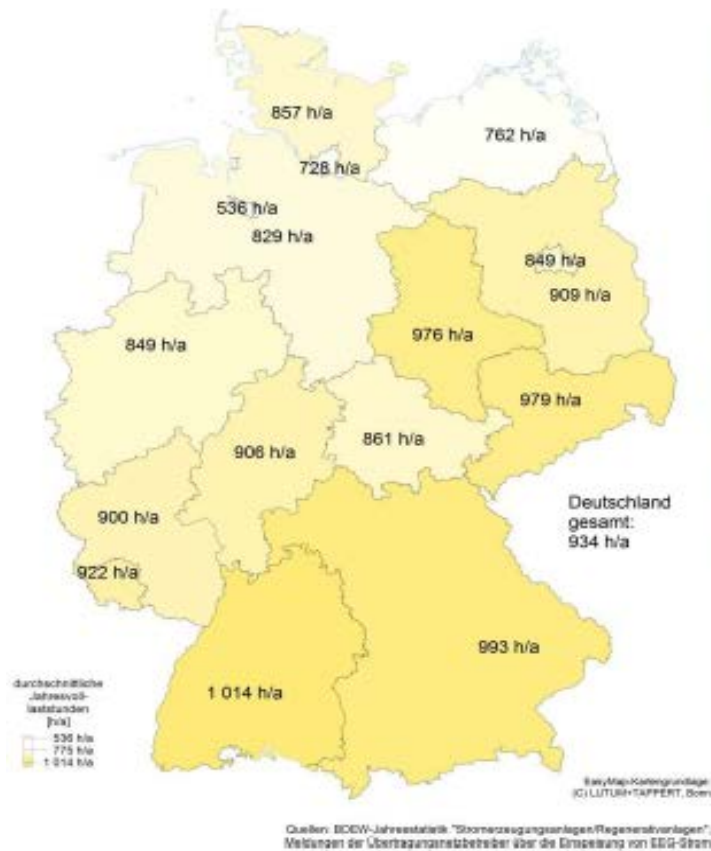 857 h/a
762 h/a
728 h/a
536 h/a
829 h/a
849 h/a
909 h/a
849 h/a
976 h/a
979 h/a
906 h/a
861 h/a
900 h/a
Deutschland
gesamt:
934 h/a
922 h/a
993 h/a
1 014 h/a
durchschnittliche
Jahresvoll-
laststunden
[h/a]
536 h/a
775 h/a
1 014 h/a
EasyMap-Kartengrundlage
(C) LUTUM+TAPPERT, Bonn
Quellen: BDEW-Jahresstatistik "Stromerzeugungsanlagen/Regenerativanlagen";
Meldungen der Übertragungsnetzbetreiber über die Einspeisung von EEG-Strom